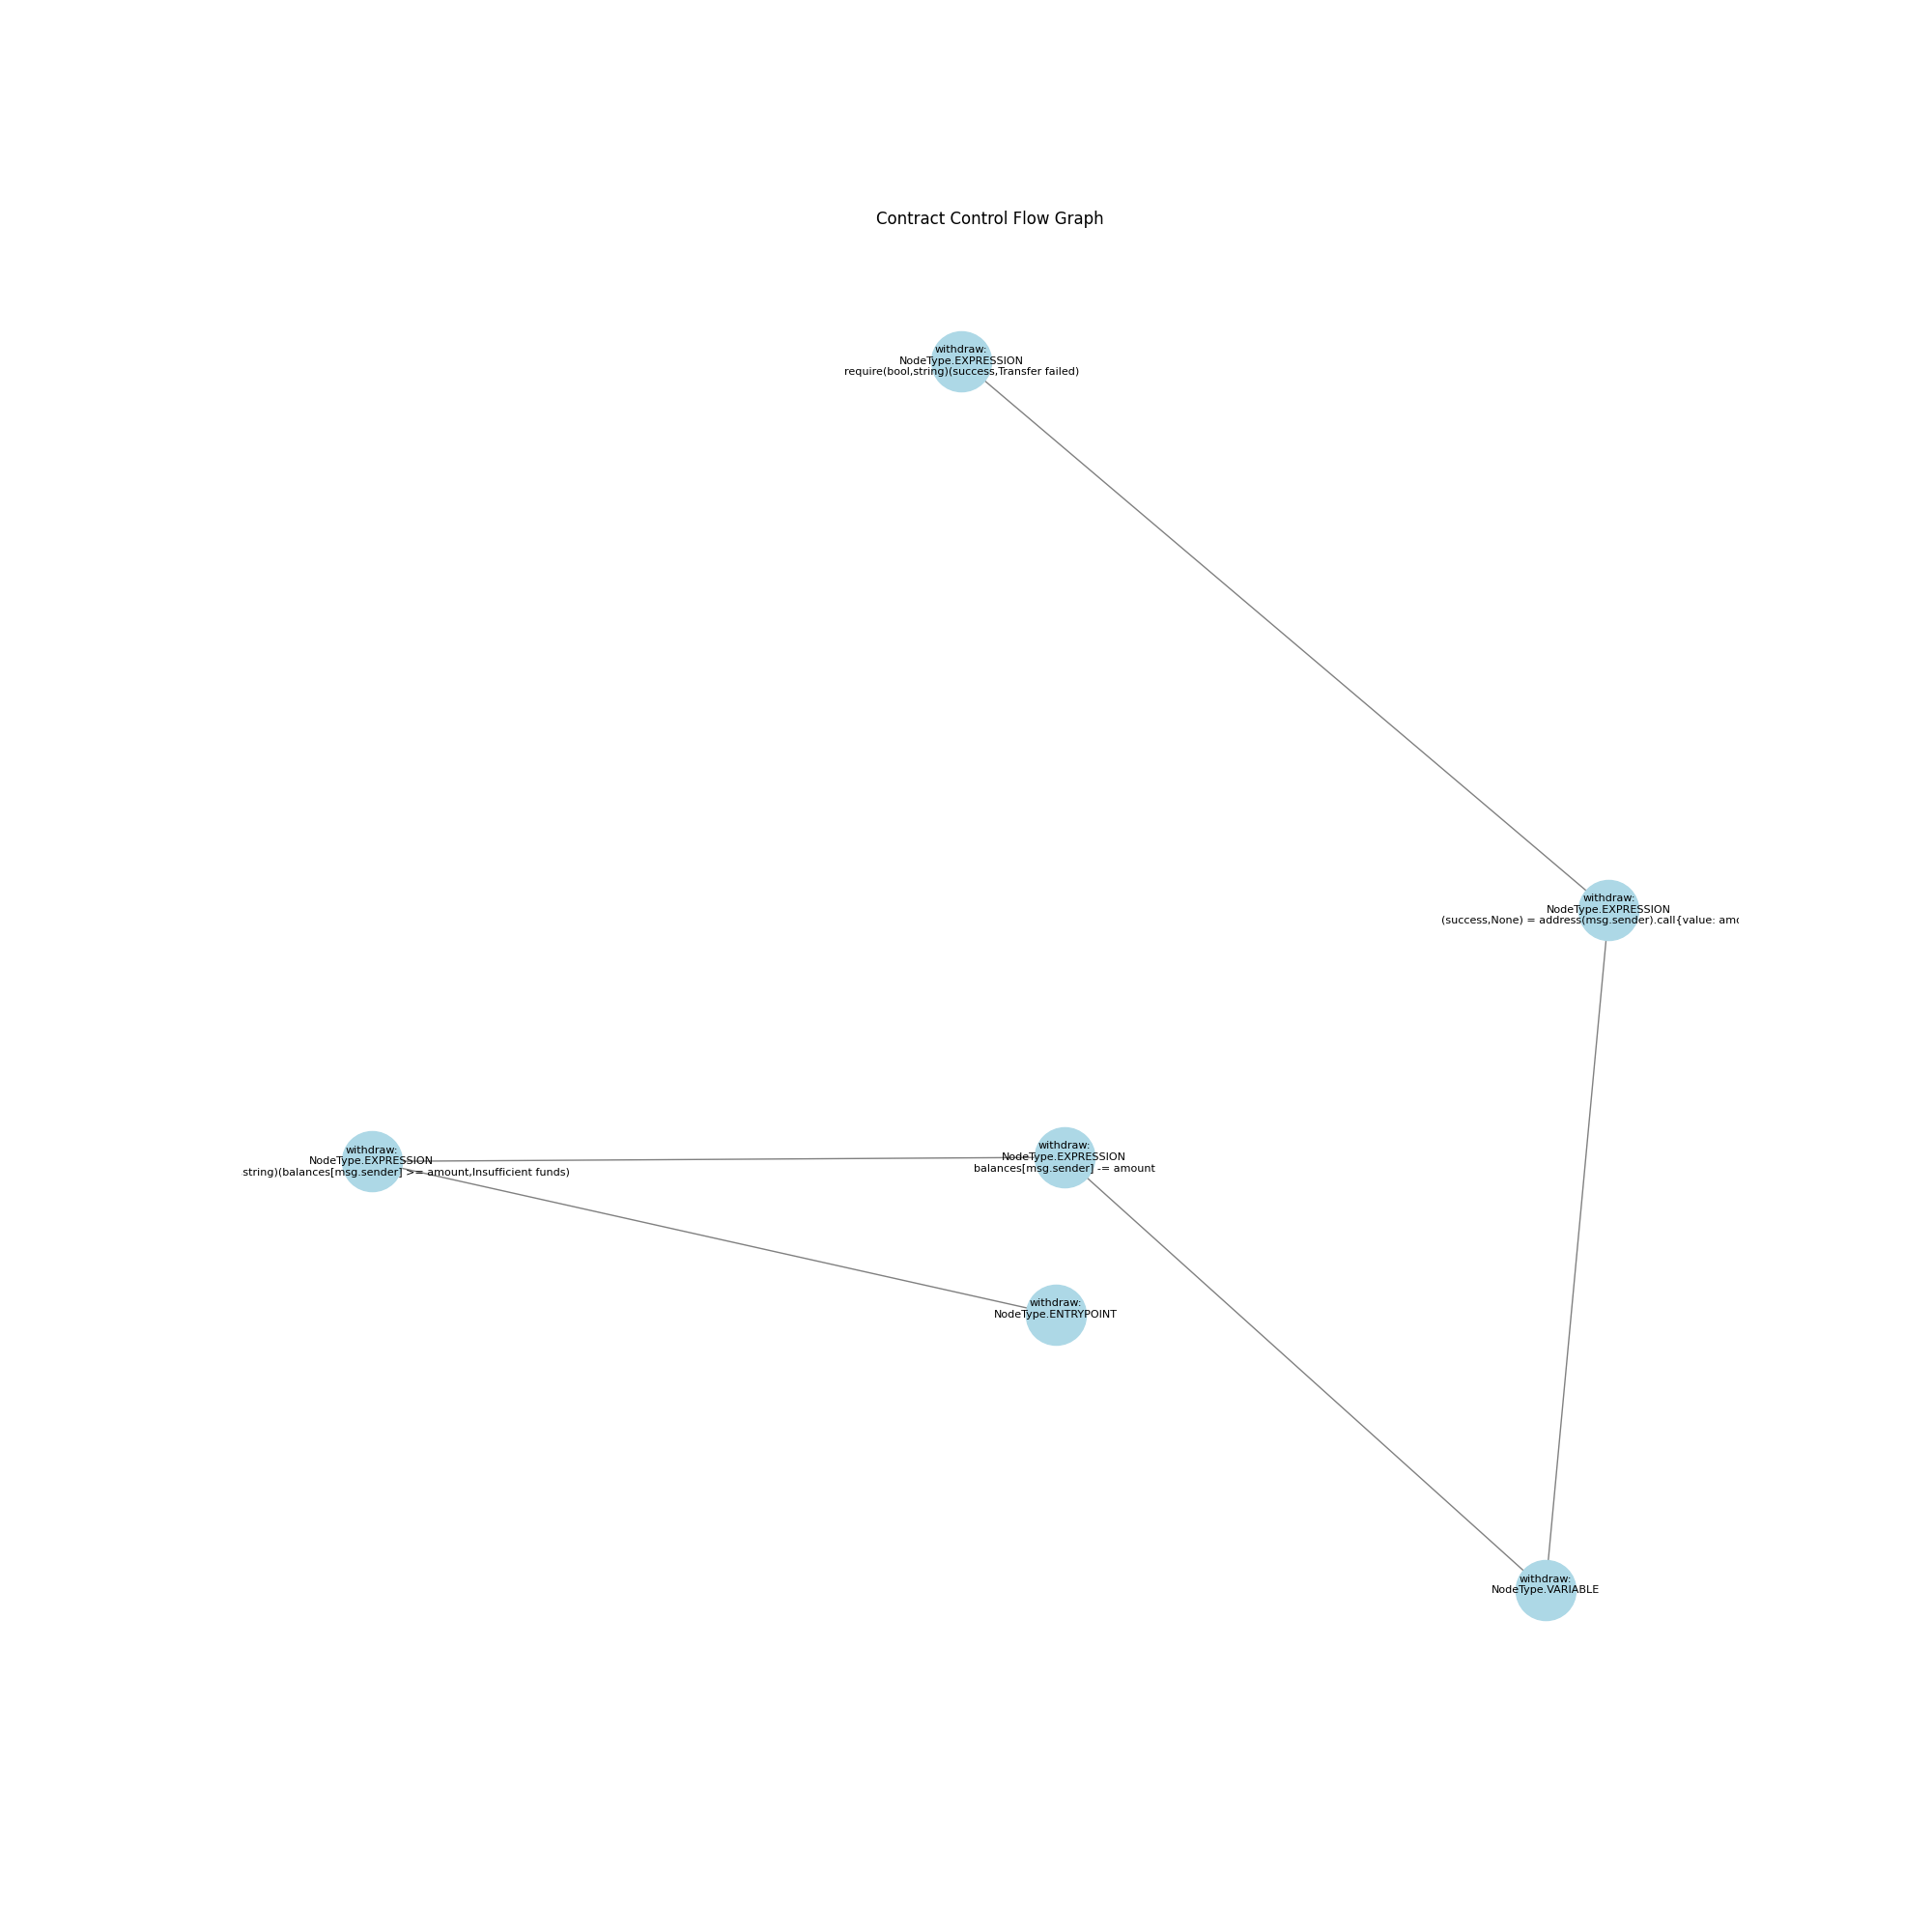 Contract Control Flow Graph
withdraw:
NodeType.EXPRESSION
require(bool,string)(success,Transfer failed)
withdraw:
NodeType.EXPRESSION
(success,None) = address(msg.sender).call{value: amo
withdraw:
NodeType.EXPRESSION
string)(balances[msg.sender] >= amount,Insufficient funds)
withdraw:
NodeType.EXPRESSION
balances[msg.sender] -= amount
withdraw:
NodeType.ENTRYPOINT
withdraw:
NodeType.VARIABLE